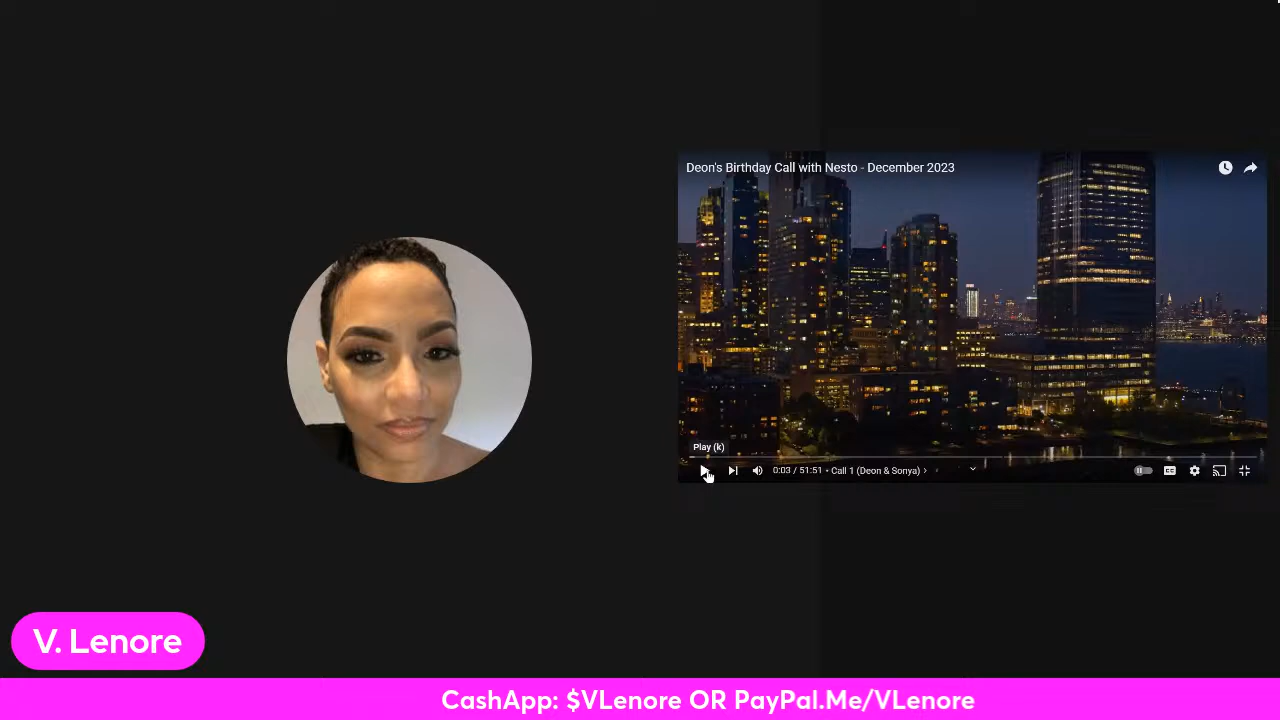 Deon's Birthday Call with Nesto - December 2023
Play (k)
0:03 / 51:51 • Call 1 (Deon & Sonya)
CC
V. Lenore
CashApp: $VLenore OR PayPal.Me/VLenore